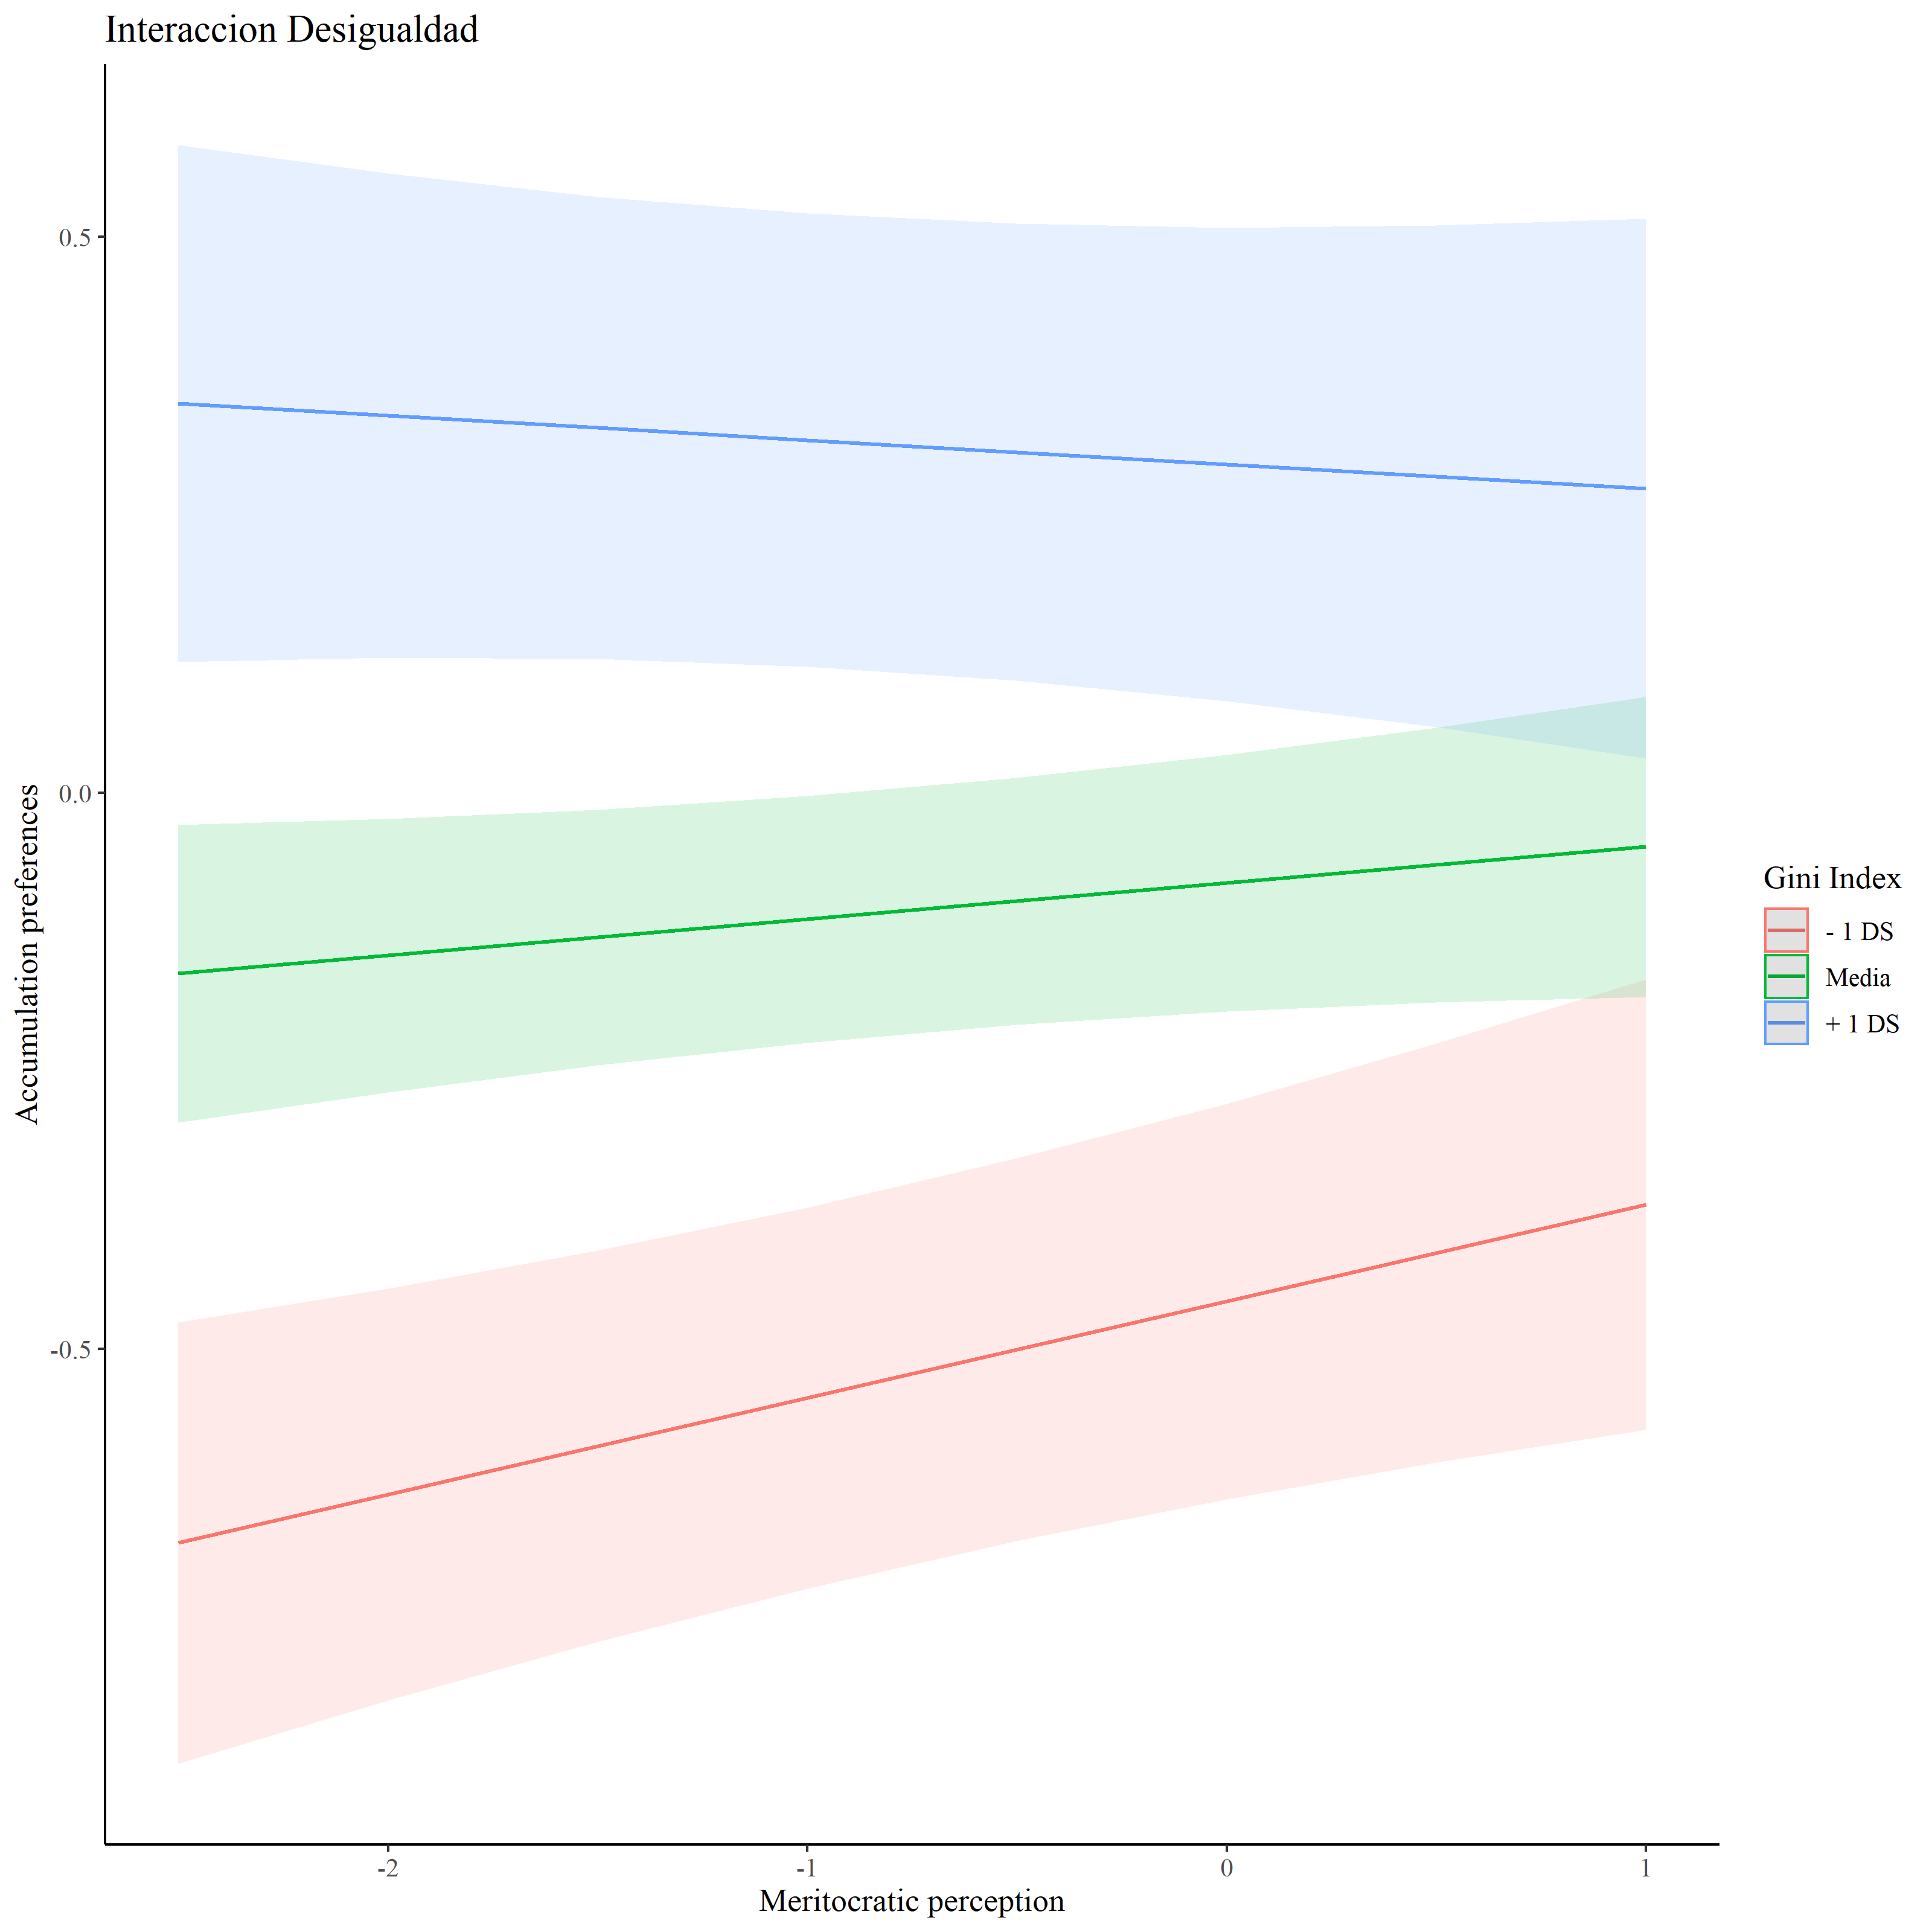 Interaccion Desigualdad
Accumulation preferences
0.5
0.0
-0.5
-2
-1
0
1
Meritocratic perception
Gini Index
- 1 DS
Media
+ 1 DS